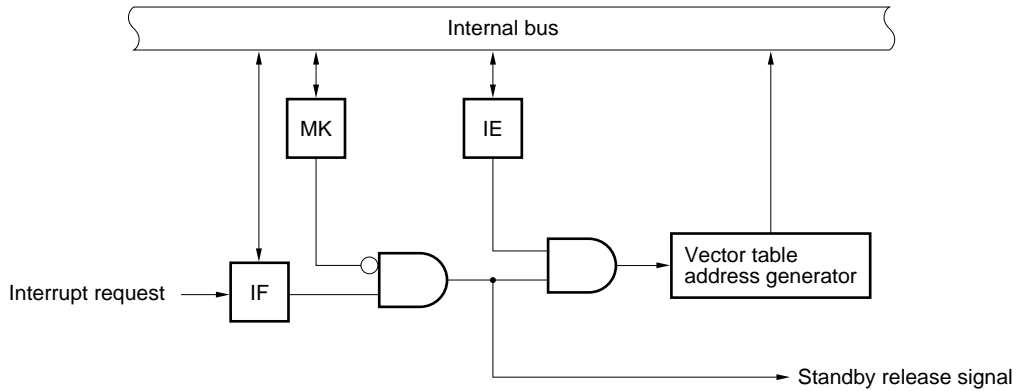 Internal bus
MK
IE
Interrupt request
IF
Vector table
address generator
Standby release signal